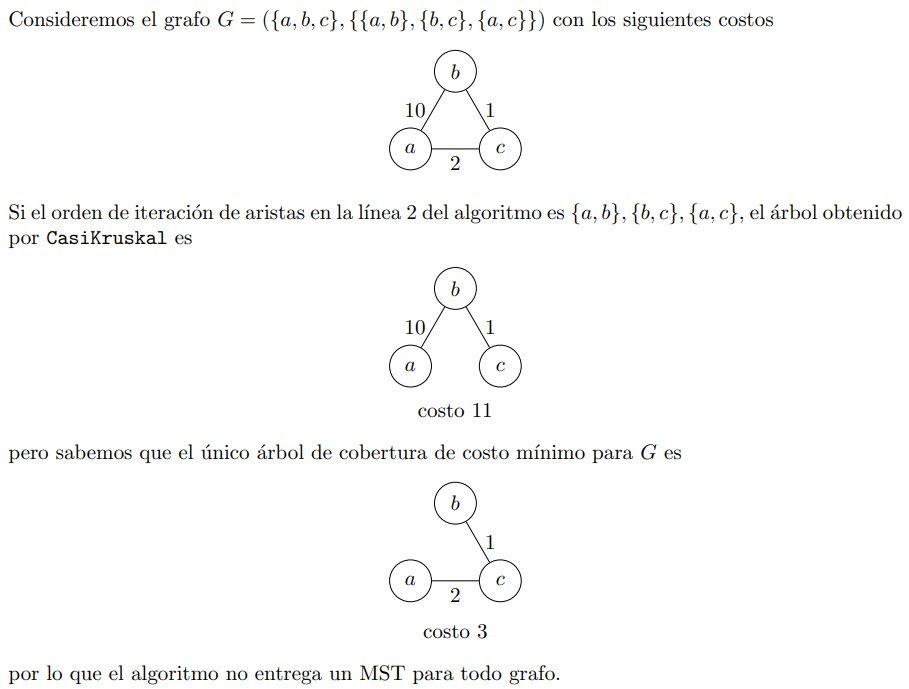 Consideremos el grafo G = ({a, b, c}, {{a, b}, {b, c}, {a, c}}) con los siguientes costos
b
10 1
a c
2
Si el orden de iteración de aristas en la línea 2 del algoritmo es {a, b}, {b, c}, {a, c}, el árbol obtenido
por CasiKruskal es
b
10 1
a c
costo 11
pero sabemos que el único árbol de cobertura de costo mínimo para G es
b
1
a c
2
costo 3
por lo que el algoritmo no entrega un MST para todo grafo.